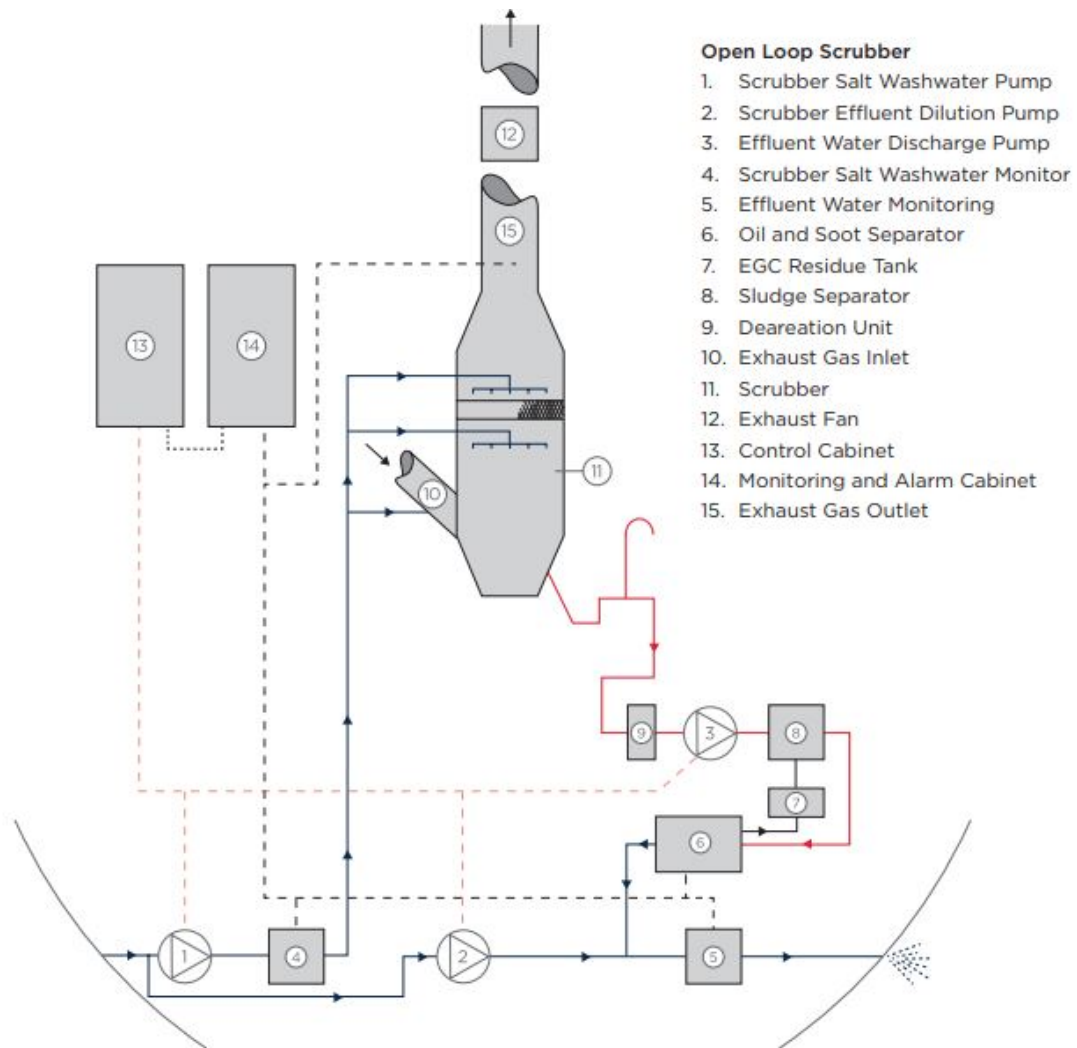 Open Loop Scrubber
1. Scrubber Salt Washwater Pump
2. Scrubber Effluent Dilution Pump
3. Effluent Water Discharge Pump
4. Scrubber Salt Washwater Monitor
5. Effluent Water Monitoring
6. Oil and Soot Separator
7. EGC Residue Tank
8. Sludge Separator
9. Deareation Unit
10. Exhaust Gas Inlet
11. Scrubber
12. Exhaust Fan
13. Control Cabinet
14. Monitoring and Alarm Cabinet
15. Exhaust Gas Outlet
12
15
13
14
11
10
9
3
8
7
6
1
4
2
5